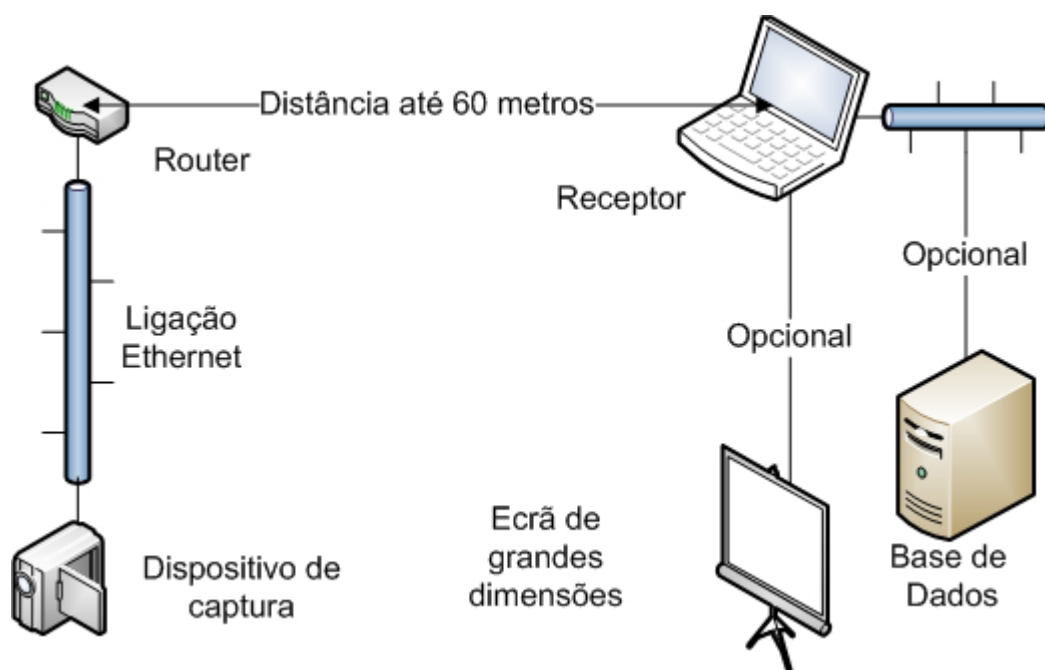 Distância até 60 metros
Router
Receptor
Opcional
Ligação
Ethernet
Opcional
Ecrã de
grandes
dimensões
Dispositivo de
captura
Base de
Dados